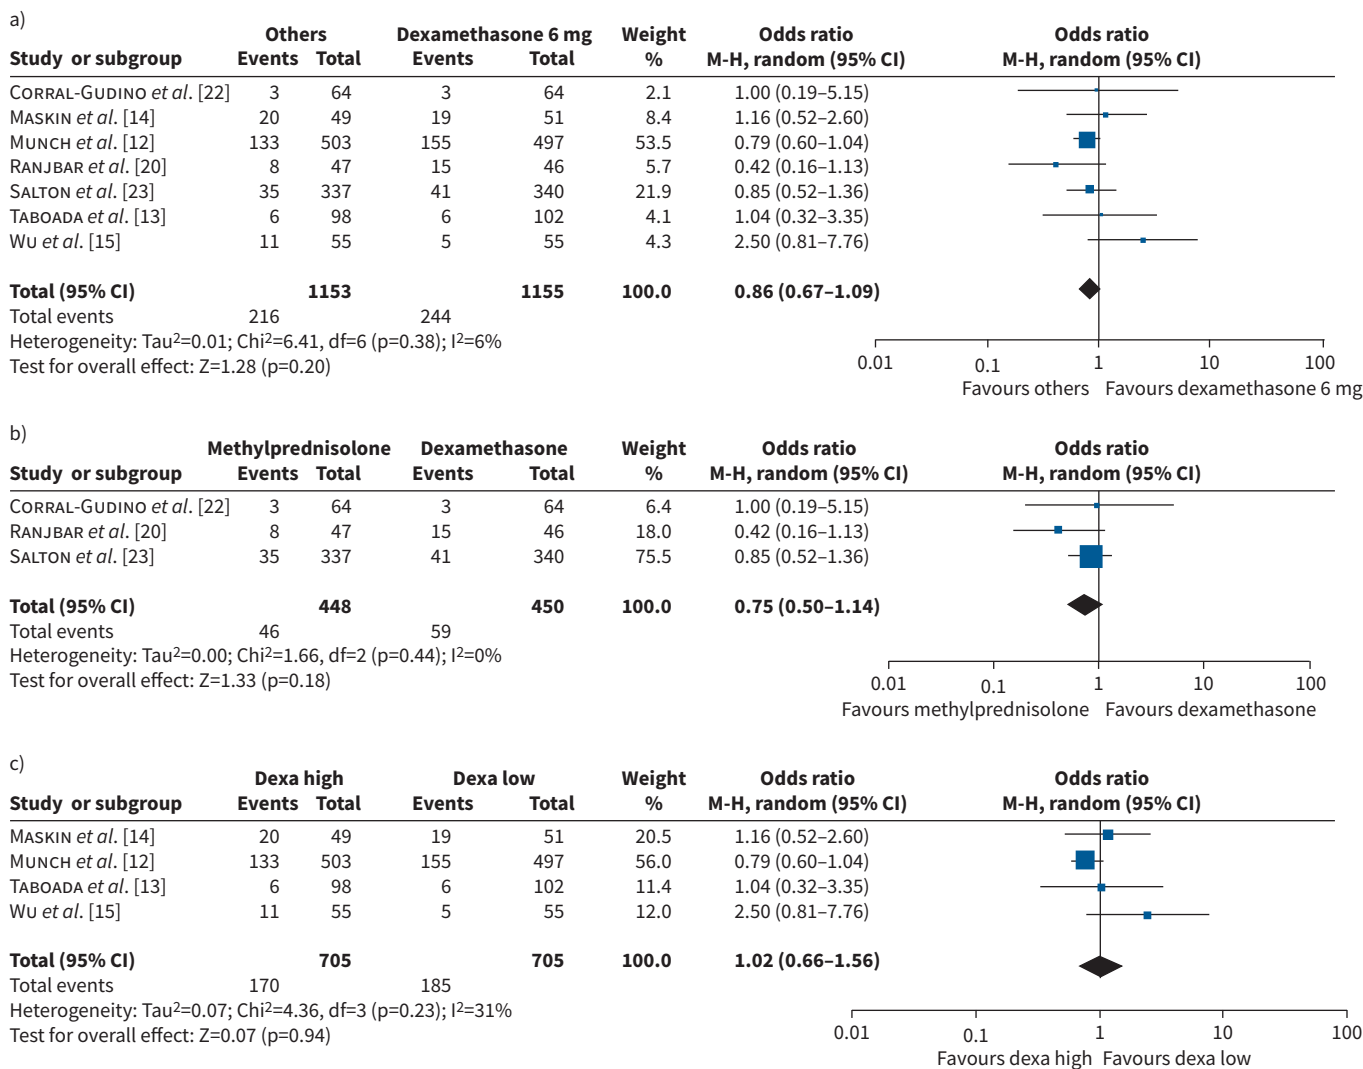 a)
Others Dexamethasone 6 mg Weight Odds ratio Odds ratio
Study or subgroup Events Total Events Total % M-H, random (95% CI) M-H, random (95% CI)
Corral-Gudino et al. [22] 3 64 3 64 2.1 1.00 (0.19–5.15)
Maskin et al. [14] 20 49 19 51 8.4 1.16 (0.52–2.60)
Munch et al. [12] 133 503 155 497 53.5 0.79 (0.60–1.04)
Ranjbar et al. [20] 8 47 15 46 5.7 0.42 (0.16–1.13)
Salton et al. [23] 35 337 41 340 21.9 0.85 (0.52–1.36)
Taboada et al. [13] 6 98 6 102 4.1 1.04 (0.32–3.35)
Wu et al. [15] 11 55 5 55 4.3 2.50 (0.81–7.76)
Total (95% CI) 1153 1155 100.0 0.86 (0.67–1.09)
Total events 216 244
Heterogeneity: Tau²=0.01; Chi²=6.41, df=6 (p=0.38); I²=6%
Test for overall effect: Z=1.28 (p=0.20)
0.01 0.1 1 10 100
Favours others Favours dexamethasone 6 mg
b)
Methylprednisolone Dexamethasone Weight Odds ratio Odds ratio
Study or subgroup Events Total Events Total % M-H, random (95% CI) M-H, random (95% CI)
Corral-Gudino et al. [22] 3 64 3 64 6.4 1.00 (0.19–5.15)
Ranjbar et al. [20] 8 47 15 46 18.0 0.42 (0.16–1.13)
Salton et al. [23] 35 337 41 340 75.5 0.85 (0.52–1.36)
Total (95% CI) 448 450 100.0 0.75 (0.50–1.14)
Total events 46 59
Heterogeneity: Tau²=0.00; Chi²=1.66, df=2 (p=0.44); I²=0%
Test for overall effect: Z=1.33 (p=0.18)
0.01 0.1 1 10 100
Favours methylprednisolone Favours dexamethasone
c)
Dexa high Dexa low Weight Odds ratio Odds ratio
Study or subgroup Events Total Events Total % M-H, random (95% CI) M-H, random (95% CI)
Maskin et al. [14] 20 49 19 51 20.5 1.16 (0.52–2.60)
Munch et al. [12] 133 503 155 497 56.0 0.79 (0.60–1.04)
Taboada et al. [13] 6 98 6 102 11.4 1.04 (0.32–3.35)
Wu et al. [15] 11 55 5 55 12.0 2.50 (0.81–7.76)
Total (95% CI) 705 705 100.0 1.02 (0.66–1.56)
Total events 170 185
Heterogeneity: Tau²=0.07; Chi²=4.36, df=3 (p=0.23); I²=31%
Test for overall effect: Z=0.07 (p=0.94)
0.01 0.1 1 10 100
Favours dexa high Favours dexa low